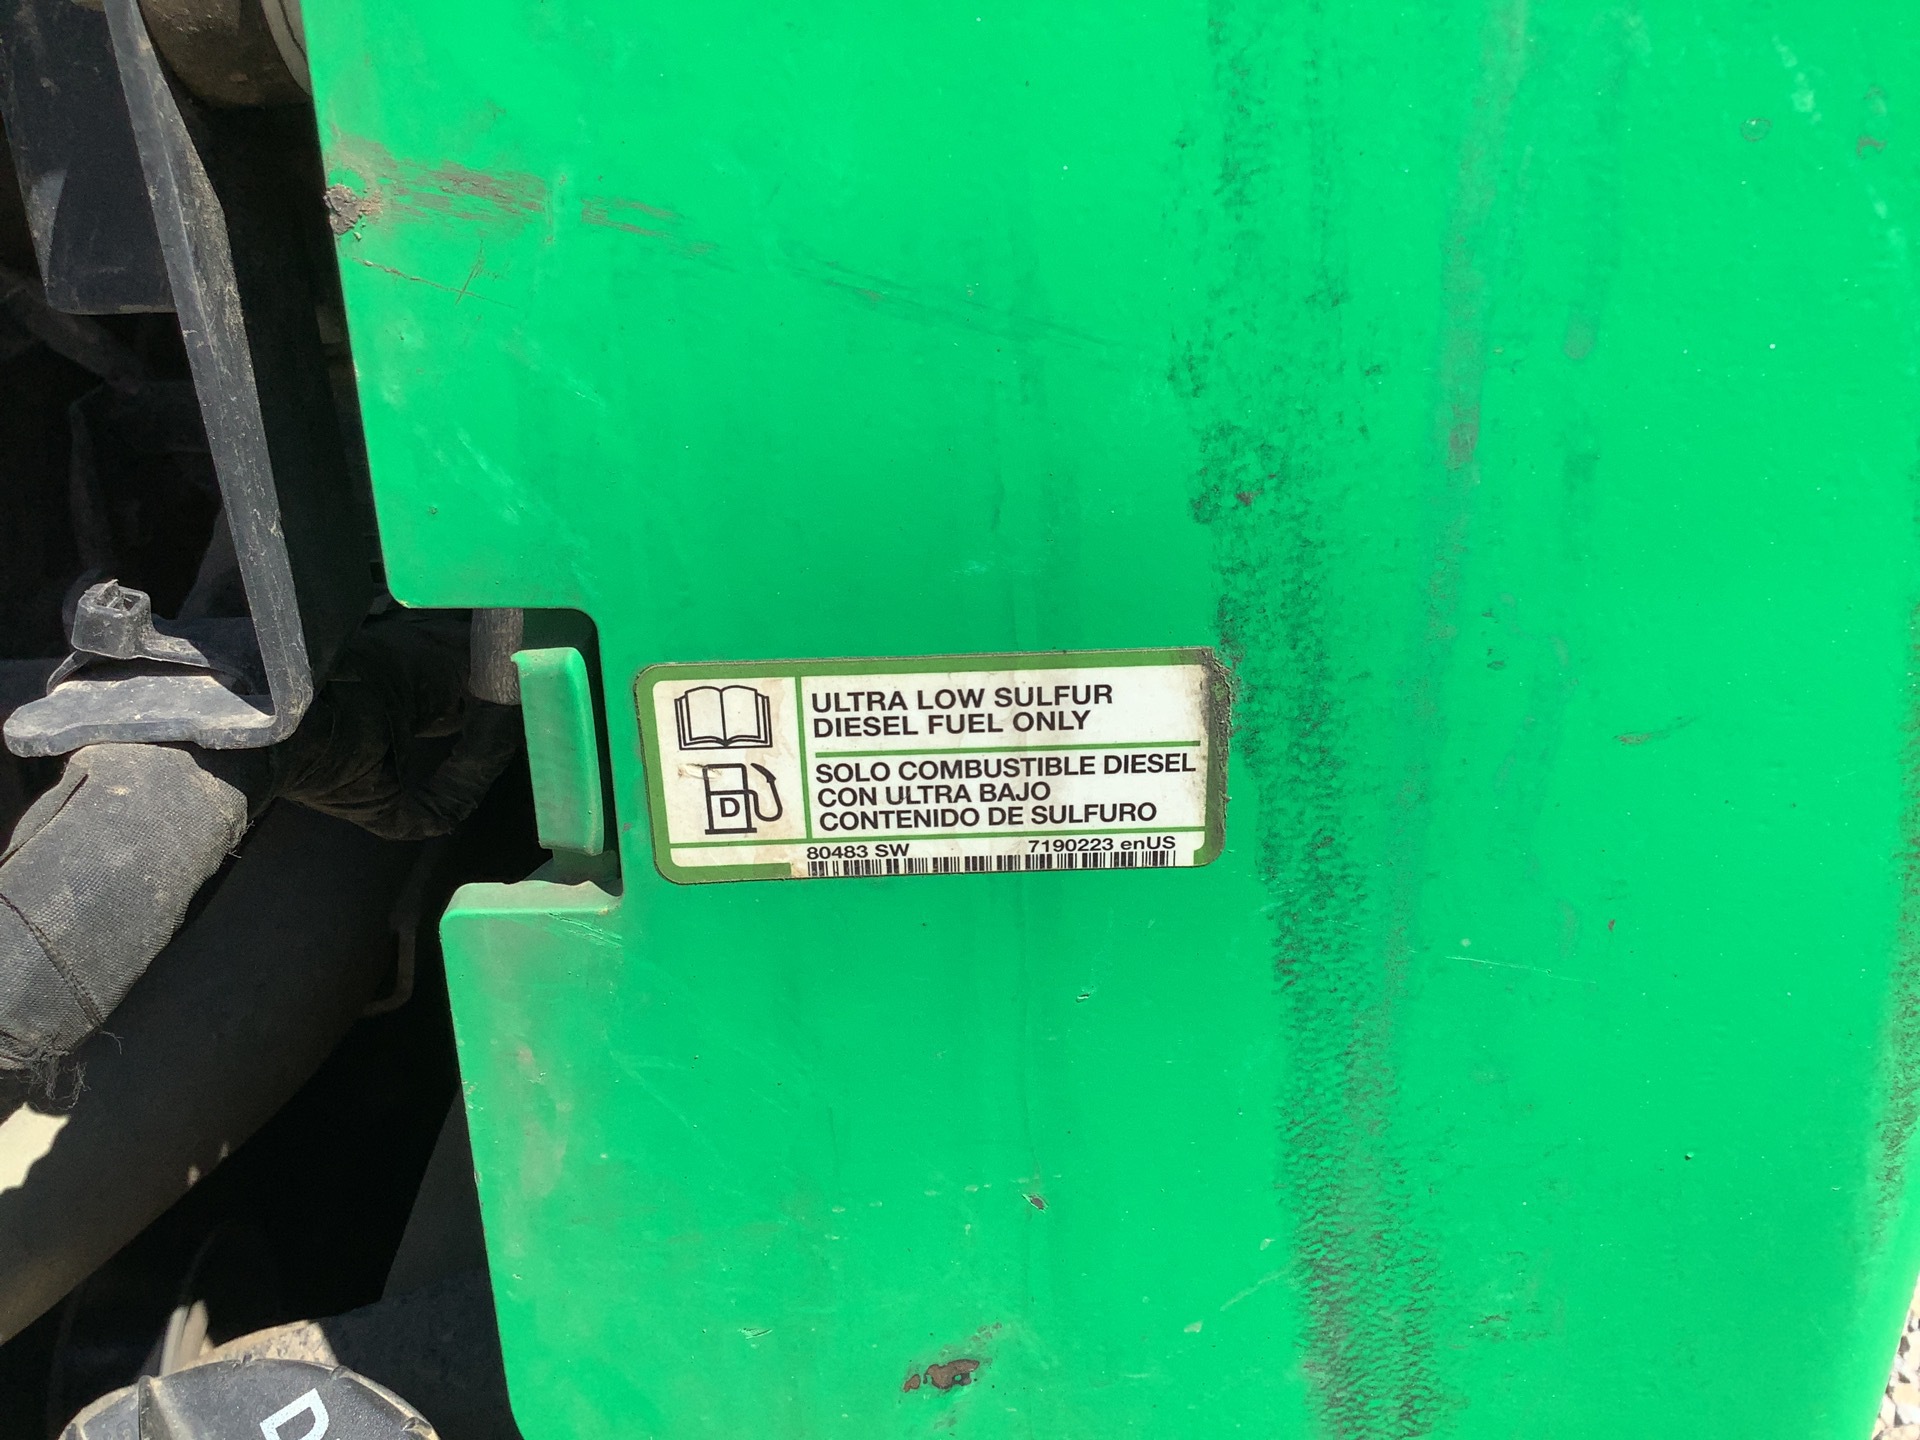 ULTRA LOW SULFUR
DIESEL FUEL ONLY
D
SOLO COMBUSTIBLE DIESEL
CON ULTRA BAJO
CONTENIDO DE SULFURO
80483 SW 7190223 enUS
D